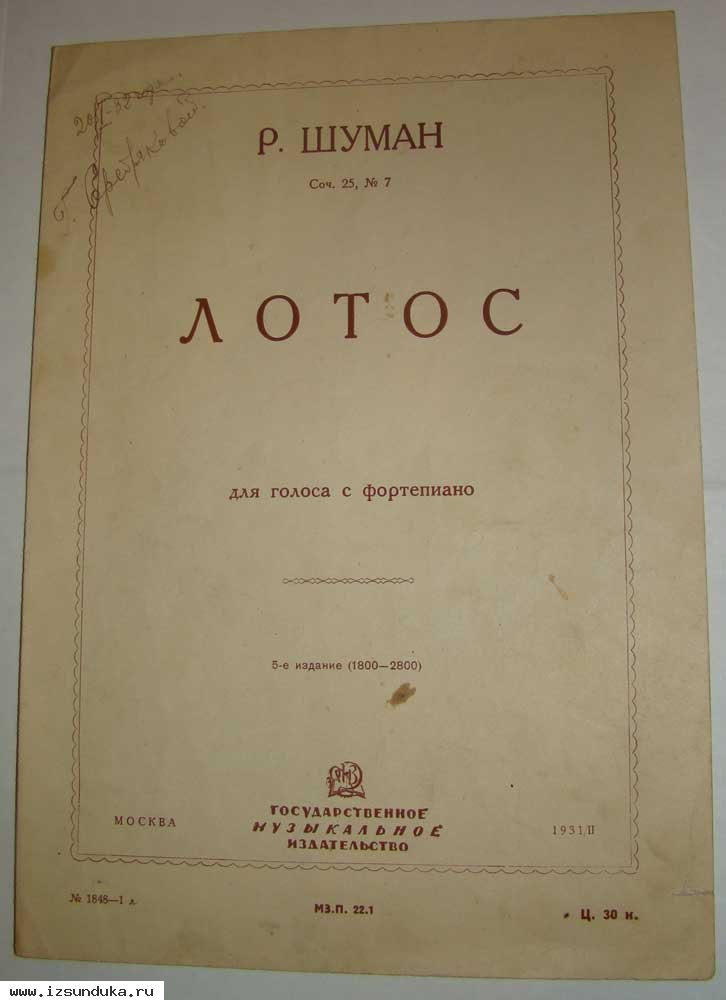 Р. ШУМАН
Соч. 25, № 7
ЛОТОС
для голоса с фортепиано
5-е издание (1800—2800)
ГОСУДАРСТВЕННОЕ
МУЗЫКАЛЬНОЕ
ИЗДАТЕЛЬСТВО
МОСКВА
1931/II
№ 1848—1 л.
МЗ.П. 22.1
Ц. 30 к.
www.izsunduka.ru